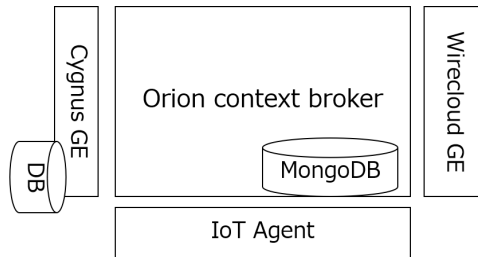 Cygnus GE
DB
Orion context broker
MongoDB
Wirecloud GE
IoT Agent